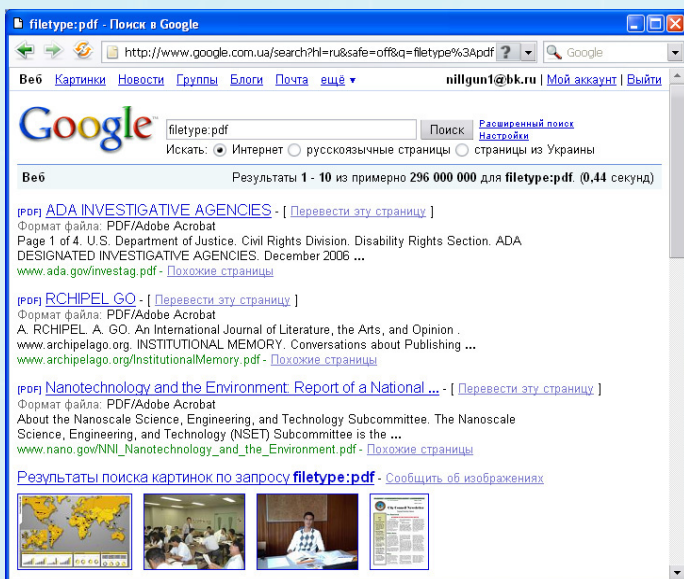 filetype:pdf - Поиск в Google
http://www.google.com.ua/search?hl=ru&safe=off&q=filetype%3Apdf ? Google
Веб Картинки Новости Группы Блоги Почта ещё ▼ nillgun1@bk.ru | Мой аккаунт | Выйти
Google™ filetype:pdf Поиск Расширенный поиск
Настройки
Искать: Интернет русскоязычные страницы страницы из Украины
Веб Результаты 1 - 10 из примерно 296 000 000 для filetype:pdf. (0,44 секунд)
[PDF] ADA INVESTIGATIVE AGENCIES - [ Перевести эту страницу ]
Формат файла: PDF/Adobe Acrobat
Page 1 of 4. U.S. Department of Justice. Civil Rights Division. Disability Rights Section. ADA
DESIGNATED INVESTIGATIVE AGENCIES. December 2006 ...
www.ada.gov/investag.pdf - Похожие страницы
[PDF] RCHIPEL GO - [ Перевести эту страницу ]
Формат файла: PDF/Adobe Acrobat
A. RCHIPEL. A. GO. An International Journal of Literature, the Arts, and Opinion .
www.archipelago.org. INSTITUTIONAL MEMORY. Conversations about Publishing ...
www.archipelago.org/InstitutionalMemory.pdf - Похожие страницы
[PDF] Nanotechnology and the Environment: Report of a National ... - [ Перевести эту страницу ]
Формат файла: PDF/Adobe Acrobat
About the Nanoscale Science, Engineering, and Technology Subcommittee. The Nanoscale
Science, Engineering, and Technology (NSET) Subcommittee is the ...
www.nano.gov/NNI_Nanotechnology_and_the_Environment.pdf - Похожие страницы
Результаты поиска картинок по запросу filetype:pdf - Сообщить об изображениях